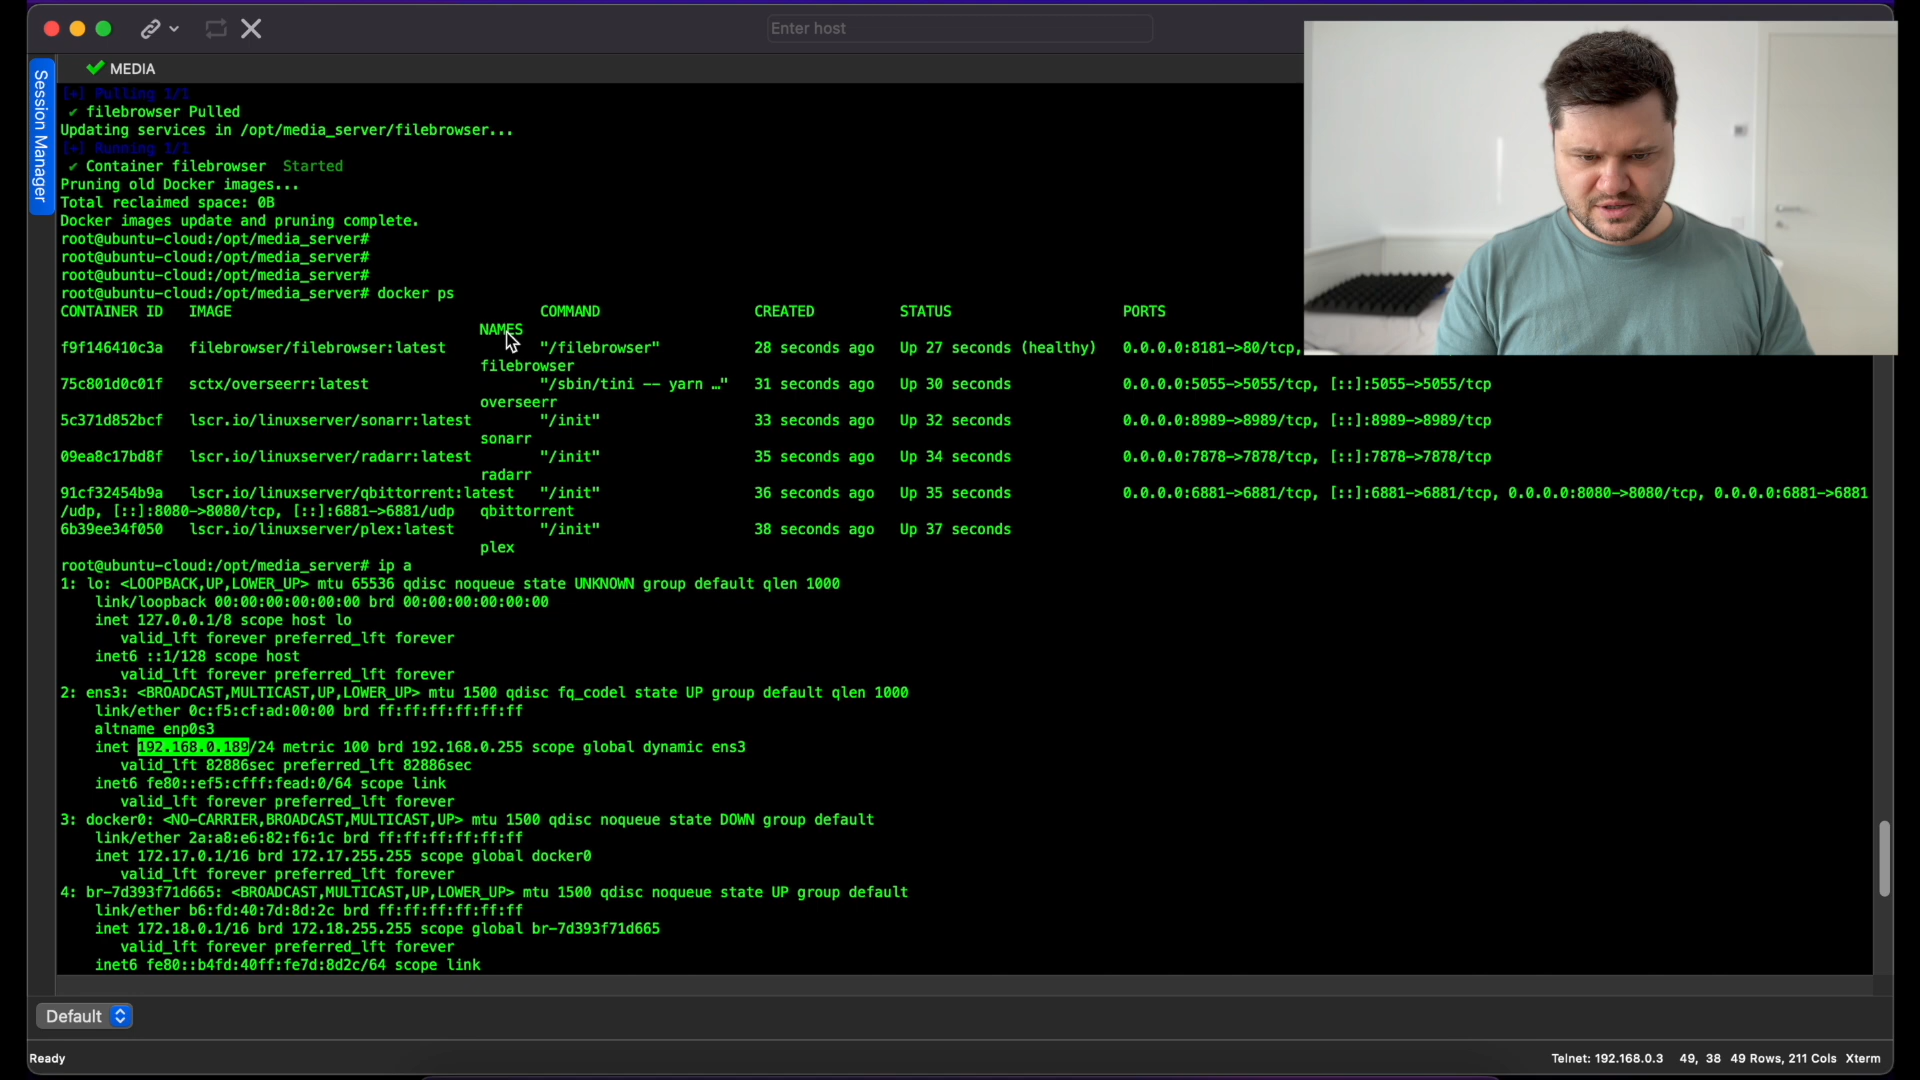 Enter host
Session Manager
MEDIA
[+] Pulling 1/1
✔ filebrowser Pulled
Updating services in /opt/media_server/filebrowser...
[+] Running 1/1
✔ Container filebrowser  Started
Pruning old Docker images...
Total reclaimed space: 0B
Docker images update and pruning complete.
root@ubuntu-cloud:/opt/media_server#
root@ubuntu-cloud:/opt/media_server#
root@ubuntu-cloud:/opt/media_server#
root@ubuntu-cloud:/opt/media_server# docker ps
CONTAINER ID   IMAGE   COMMAND   CREATED   STATUS   PORTS
NAMES
f9f146410c3a   filebrowser/filebrowser:latest   "/filebrowser"   28 seconds ago   Up 27 seconds (healthy)   0.0.0.0:8181->80/tcp,
filebrowser
75c801d0c01f   sctx/overseerr:latest   "/sbin/tini -- yarn …"   31 seconds ago   Up 30 seconds   0.0.0.0:5055->5055/tcp, [::]:5055->5055/tcp
overseerr
5c371d852bcf   lscr.io/linuxserver/sonarr:latest   "/init"   33 seconds ago   Up 32 seconds   0.0.0.0:8989->8989/tcp, [::]:8989->8989/tcp
sonarr
09ea8c17bd8f   lscr.io/linuxserver/radarr:latest   "/init"   35 seconds ago   Up 34 seconds   0.0.0.0:7878->7878/tcp, [::]:7878->7878/tcp
radarr
91cf32454b9a   lscr.io/linuxserver/qbittorrent:latest   "/init"   36 seconds ago   Up 35 seconds   0.0.0.0:6881->6881/tcp, [::]:6881->6881/tcp, 0.0.0.0:8080->8080/tcp, 0.0.0.0:6881->6881
/udp, [::]:8080->8080/tcp, [::]:6881->6881/udp   qbittorrent
6b39ee34f050   lscr.io/linuxserver/plex:latest   "/init"   38 seconds ago   Up 37 seconds
plex
root@ubuntu-cloud:/opt/media_server# ip a
1: lo: <LOOPBACK,UP,LOWER_UP> mtu 65536 qdisc noqueue state UNKNOWN group default qlen 1000
link/loopback 00:00:00:00:00:00 brd 00:00:00:00:00:00
inet 127.0.0.1/8 scope host lo
valid_lft forever preferred_lft forever
inet6 ::1/128 scope host
valid_lft forever preferred_lft forever
2: ens3: <BROADCAST,MULTICAST,UP,LOWER_UP> mtu 1500 qdisc fq_codel state UP group default qlen 1000
link/ether 0c:f5:cf:ad:00:00 brd ff:ff:ff:ff:ff:ff
altname enp0s3
inet 192.168.0.189/24 metric 100 brd 192.168.0.255 scope global dynamic ens3
valid_lft 82886sec preferred_lft 82886sec
inet6 fe80::ef5:cfff:fead:0/64 scope link
valid_lft forever preferred_lft forever
3: docker0: <NO-CARRIER,BROADCAST,MULTICAST,UP> mtu 1500 qdisc noqueue state DOWN group default
link/ether 2a:a8:e6:82:f6:1c brd ff:ff:ff:ff:ff:ff
inet 172.17.0.1/16 brd 172.17.255.255 scope global docker0
valid_lft forever preferred_lft forever
4: br-7d393f71d665: <BROADCAST,MULTICAST,UP,LOWER_UP> mtu 1500 qdisc noqueue state UP group default
link/ether b6:fd:40:7d:8d:2c brd ff:ff:ff:ff:ff:ff
inet 172.18.0.1/16 brd 172.18.255.255 scope global br-7d393f71d665
valid_lft forever preferred_lft forever
inet6 fe80::b4fd:40ff:fe7d:8d2c/64 scope link
Default
Ready
Telnet: 192.168.0.3   49, 38   49 Rows, 211 Cols   Xterm